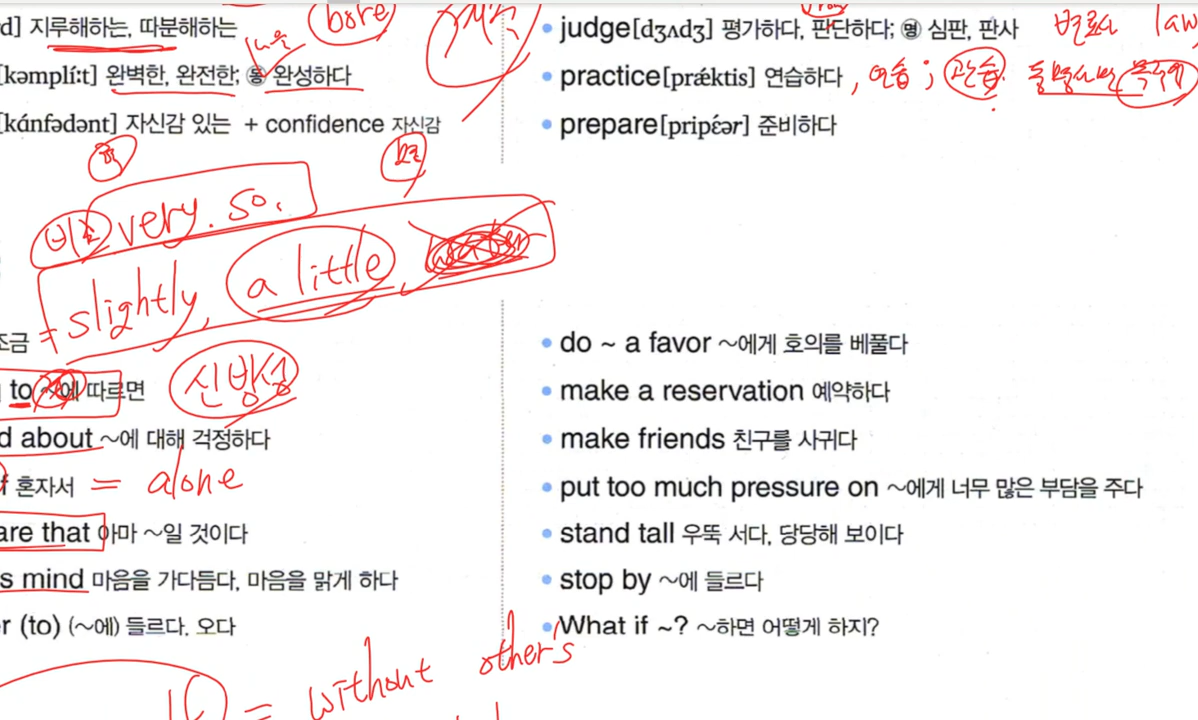 bore
d] 지루해하는, 따분해하는
[kəmplíːt] 완벽한, 완전한; 동 완성하다
[kánfədənt] 자신감 있는 + confidence 자신감
비교 very. so.
slightly, a little,
조금 =
to ~에 따르면 신방성
d about ~에 대해 걱정하다
f 혼자서 = alone
are that 아마 ~일 것이다
s mind 마음을 가다듬다, 마음을 맑게 하다
r (to) (~에) 들르다, 오다
= without other's
judge[dʒʌdʒ] 평가하다, 판단하다; 명 심판, 판사 변호사 law
practice[prǽktis] 연습하다, 연습; 관습
prepare[pripέər] 준비하다
do ~ a favor ~에게 호의를 베풀다
make a reservation 예약하다
make friends 친구를 사귀다
put too much pressure on ~에게 너무 많은 부담을 주다
stand tall 우뚝 서다, 당당해 보이다
stop by ~에 들르다
What if ~? ~하면 어떻게 하지?